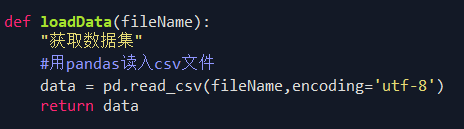 def loadData(fileName):
    "获取数据集"
    #用pandas读入csv文件
    data = pd.read_csv(fileName,encoding='utf-8')
    return data